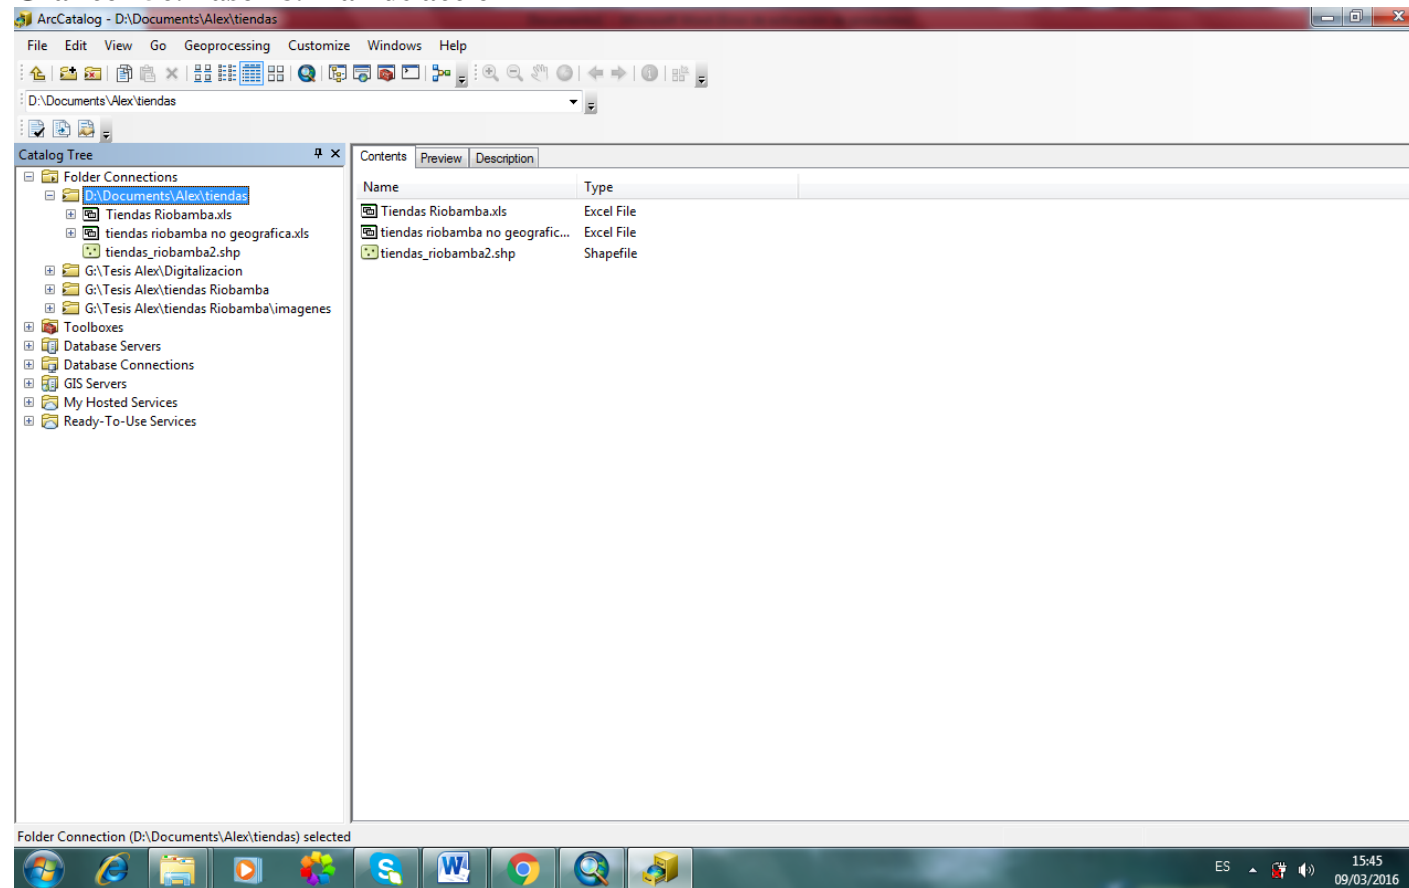 ArcCatalog - D:\Documents\Alex\tiendas
File Edit View Go Geoprocessing Customize Windows Help
D:\Documents\Alex\tiendas
Catalog Tree
Folder Connections
D:\Documents\Alex\tiendas
Tiendas Riobamba.xls
tiendas riobamba no geografica.xls
tiendas_riobamba2.shp
G:\Tesis Alex\Digitalizacion
G:\Tesis Alex\tiendas Riobamba
G:\Tesis Alex\tiendas Riobamba\imagenes
Toolboxes
Database Servers
Database Connections
GIS Servers
My Hosted Services
Ready-To-Use Services
Contents Preview Description
Name Type
Tiendas Riobamba.xls Excel File
tiendas riobamba no geografic... Excel File
tiendas_riobamba2.shp Shapefile
Folder Connection (D:\Documents\Alex\tiendas) selected
ES 15:45
09/03/2016